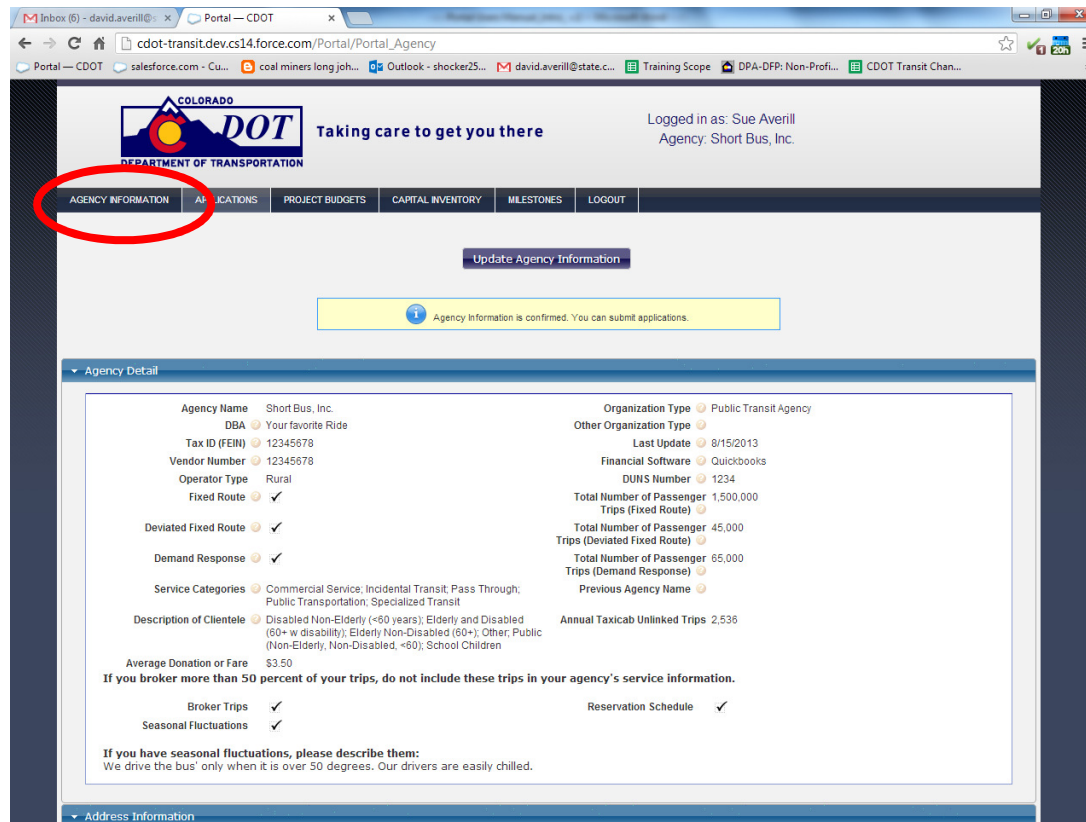 Inbox (6) - david.averill@s
Portal — CDOT
cdot-transit.dev.cs14.force.com/Portal/Portal_Agency
1
20h
Portal — CDOT salesforce.com - Cu... coal miners long joh... Outlook - shocker25... david.averill@state.c... Training Scope DPA-DFP: Non-Profi... CDOT Transit Chan...
COLORADO
DOT
DEPARTMENT OF TRANSPORTATION
Taking care to get you there
Logged in as: Sue Averill
Agency: Short Bus, Inc.
AGENCY INFORMATION APPLICATIONS PROJECT BUDGETS CAPITAL INVENTORY MILESTONES LOGOUT
Update Agency Information
Agency Information is confirmed. You can submit applications.
Agency Detail
Agency Name Short Bus, Inc. Organization Type Public Transit Agency
DBA Your favorite Ride Other Organization Type
Tax ID (FEIN) 12345678 Last Update 8/15/2013
Vendor Number 12345678 Financial Software Quickbooks
Operator Type Rural DUNS Number 1234
Fixed Route ✓ Total Number of Passenger 1,500,000
Trips (Fixed Route)
Deviated Fixed Route ✓ Total Number of Passenger 45,000
Trips (Deviated Fixed Route)
Demand Response ✓ Total Number of Passenger 65,000
Trips (Demand Response)
Service Categories Commercial Service; Incidental Transit; Pass Through; Previous Agency Name
Public Transportation; Specialized Transit
Description of Clientele Disabled Non-Elderly (<60 years); Elderly and Disabled Annual Taxicab Unlinked Trips 2,536
(60+ w disability); Elderly Non-Disabled (60+); Other; Public
(Non-Elderly, Non-Disabled, <60); School Children
Average Donation or Fare $3.50
If you broker more than 50 percent of your trips, do not include these trips in your agency's service information.
Broker Trips ✓ Reservation Schedule ✓
Seasonal Fluctuations ✓
If you have seasonal fluctuations, please describe them:
We drive the bus' only when it is over 50 degrees. Our drivers are easily chilled.
Address Information